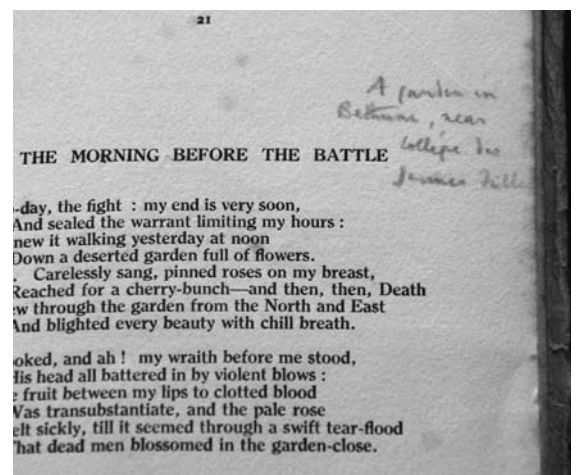 21
A garden in
Bethune, near
Collège des
Jeunes Filles
THE MORNING BEFORE THE BATTLE
-day, the fight : my end is very soon,
And sealed the warrant limiting my hours :
new it walking yesterday at noon
Down a deserted garden full of flowers.
. Carelessly sang, pinned roses on my breast,
Reached for a cherry-bunch—and then, then, Death
ew through the garden from the North and East
And blighted every beauty with chill breath.
ooked, and ah ! my wraith before me stood,
His head all battered in by violent blows :
e fruit between my lips to clotted blood
Was transubstantiate, and the pale rose
elt sickly, till it seemed through a swift tear-flood
That dead men blossomed in the garden-close.